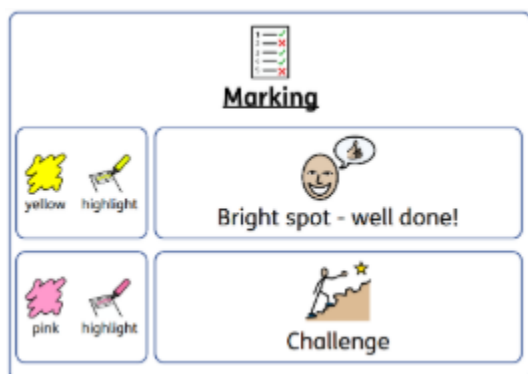 Marking
yellow highlight
Bright spot - well done!
pink highlight
Challenge